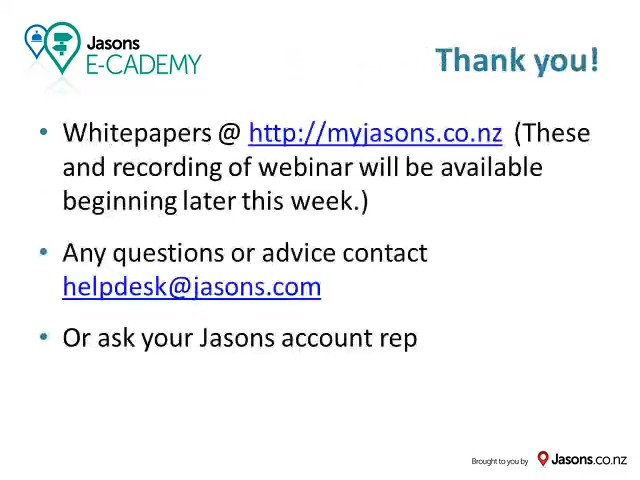 Jasons
E-CADEMY
Thank you!
• Whitepapers @ http://myjasons.co.nz (These
and recording of webinar will be available
beginning later this week.)
• Any questions or advice contact
helpdesk@jasons.com
• Or ask your Jasons account rep
Brought to you by Jasons.co.nz